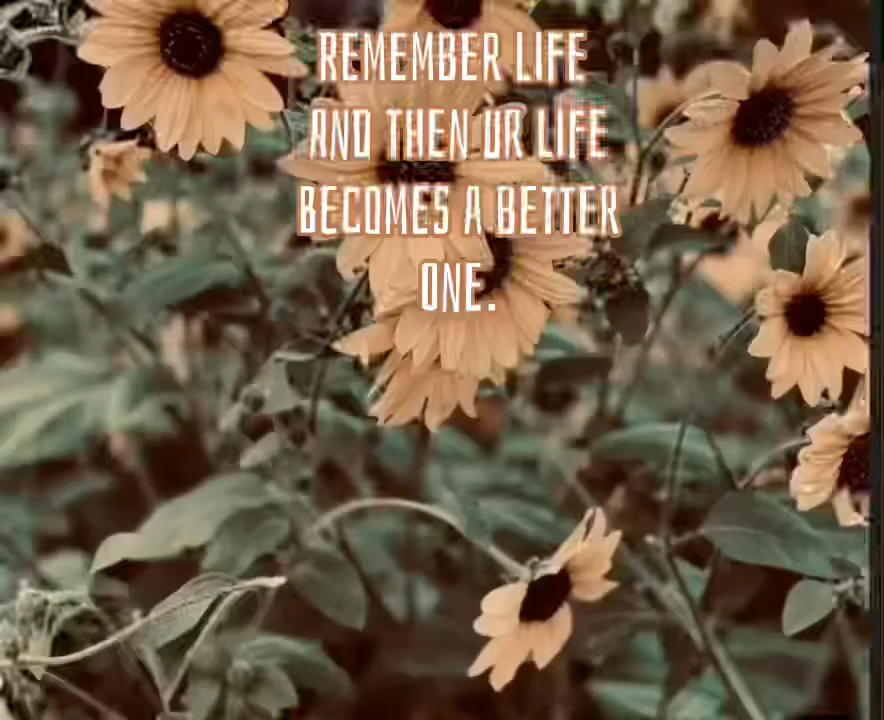 REMEMBER LIFE
AND THEN UR LIFE
BECOMES A BETTER
ONE.